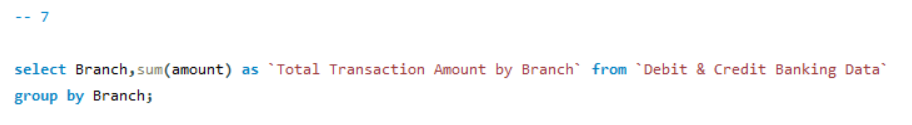 -- 7
select Branch,sum(amount) as `Total Transaction Amount by Branch` from `Debit & Credit Banking Data`
group by Branch;